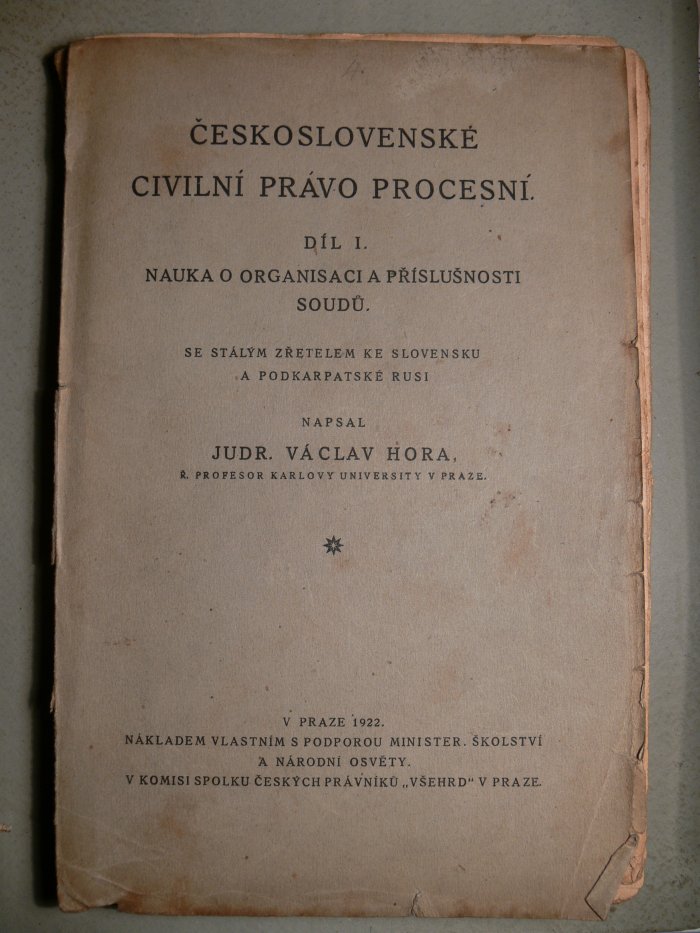 4.
ČESKOSLOVENSKÉ
CIVILNÍ PRÁVO PROCESNÍ.
DÍL I.
NAUKA O ORGANISACI A PŘÍSLUŠNOSTI
SOUDŮ.
SE STÁLÝM ZŘETELEM KE SLOVENSKU
A PODKARPATSKÉ RUSI
NAPSAL
JUDR. VÁCLAV HORA,
Ř. PROFESOR KARLOVY UNIVERSITY V PRAZE.
V PRAZE 1922.
NÁKLADEM VLASTNÍM S PODPOROU MINISTER. ŠKOLSTVÍ
A NÁRODNÍ OSVĚTY.
V KOMISI SPOLKU ČESKÝCH PRÁVNÍKŮ „VŠEHRD“ V PRAZE.